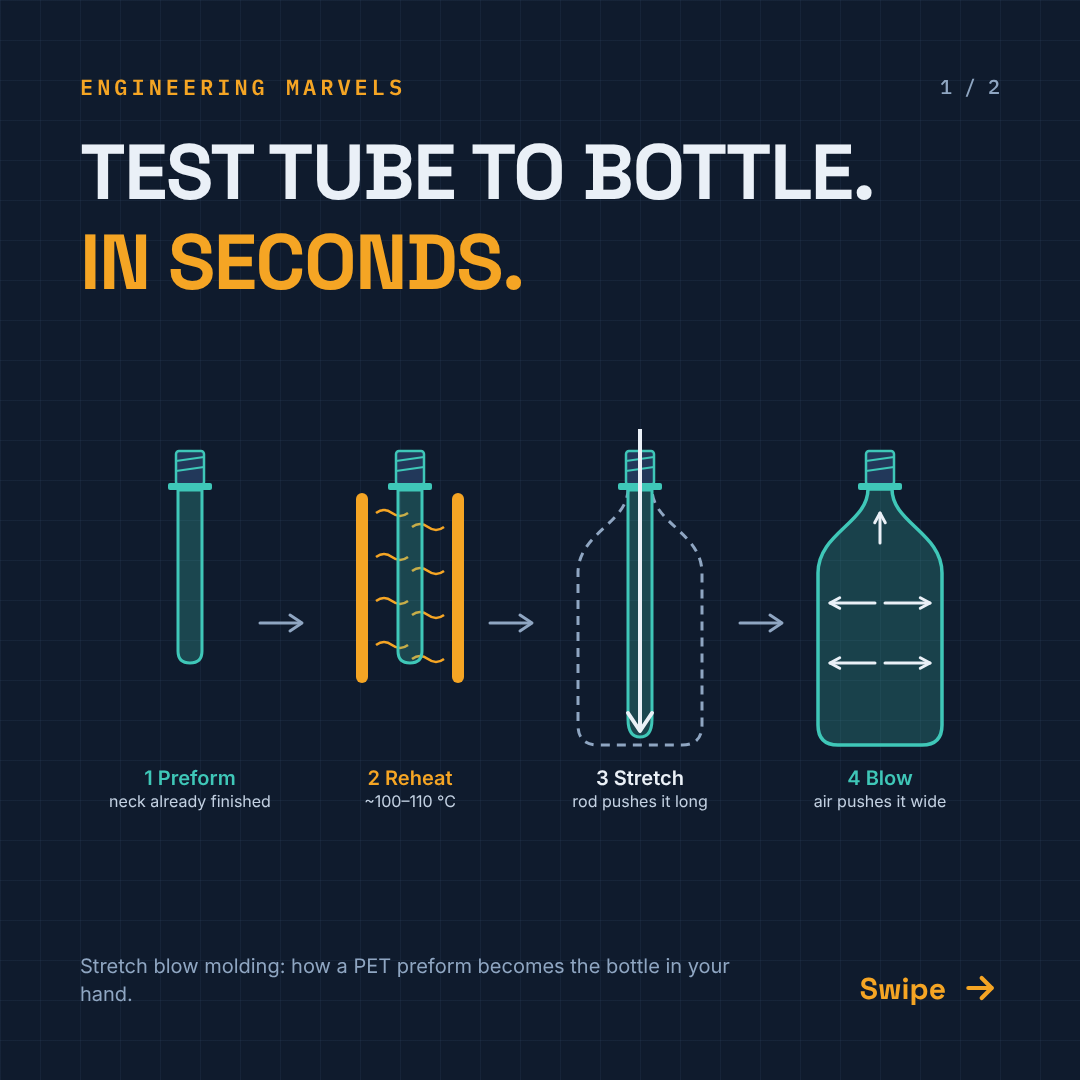 ENGINEERING MARVELS
1 / 2
TEST TUBE TO BOTTLE.
IN SECONDS.
1 Preform
neck already finished
2 Reheat
~100–110 °C
3 Stretch
rod pushes it long
4 Blow
air pushes it wide
Stretch blow molding: how a PET preform becomes the bottle in your
hand.
Swipe →